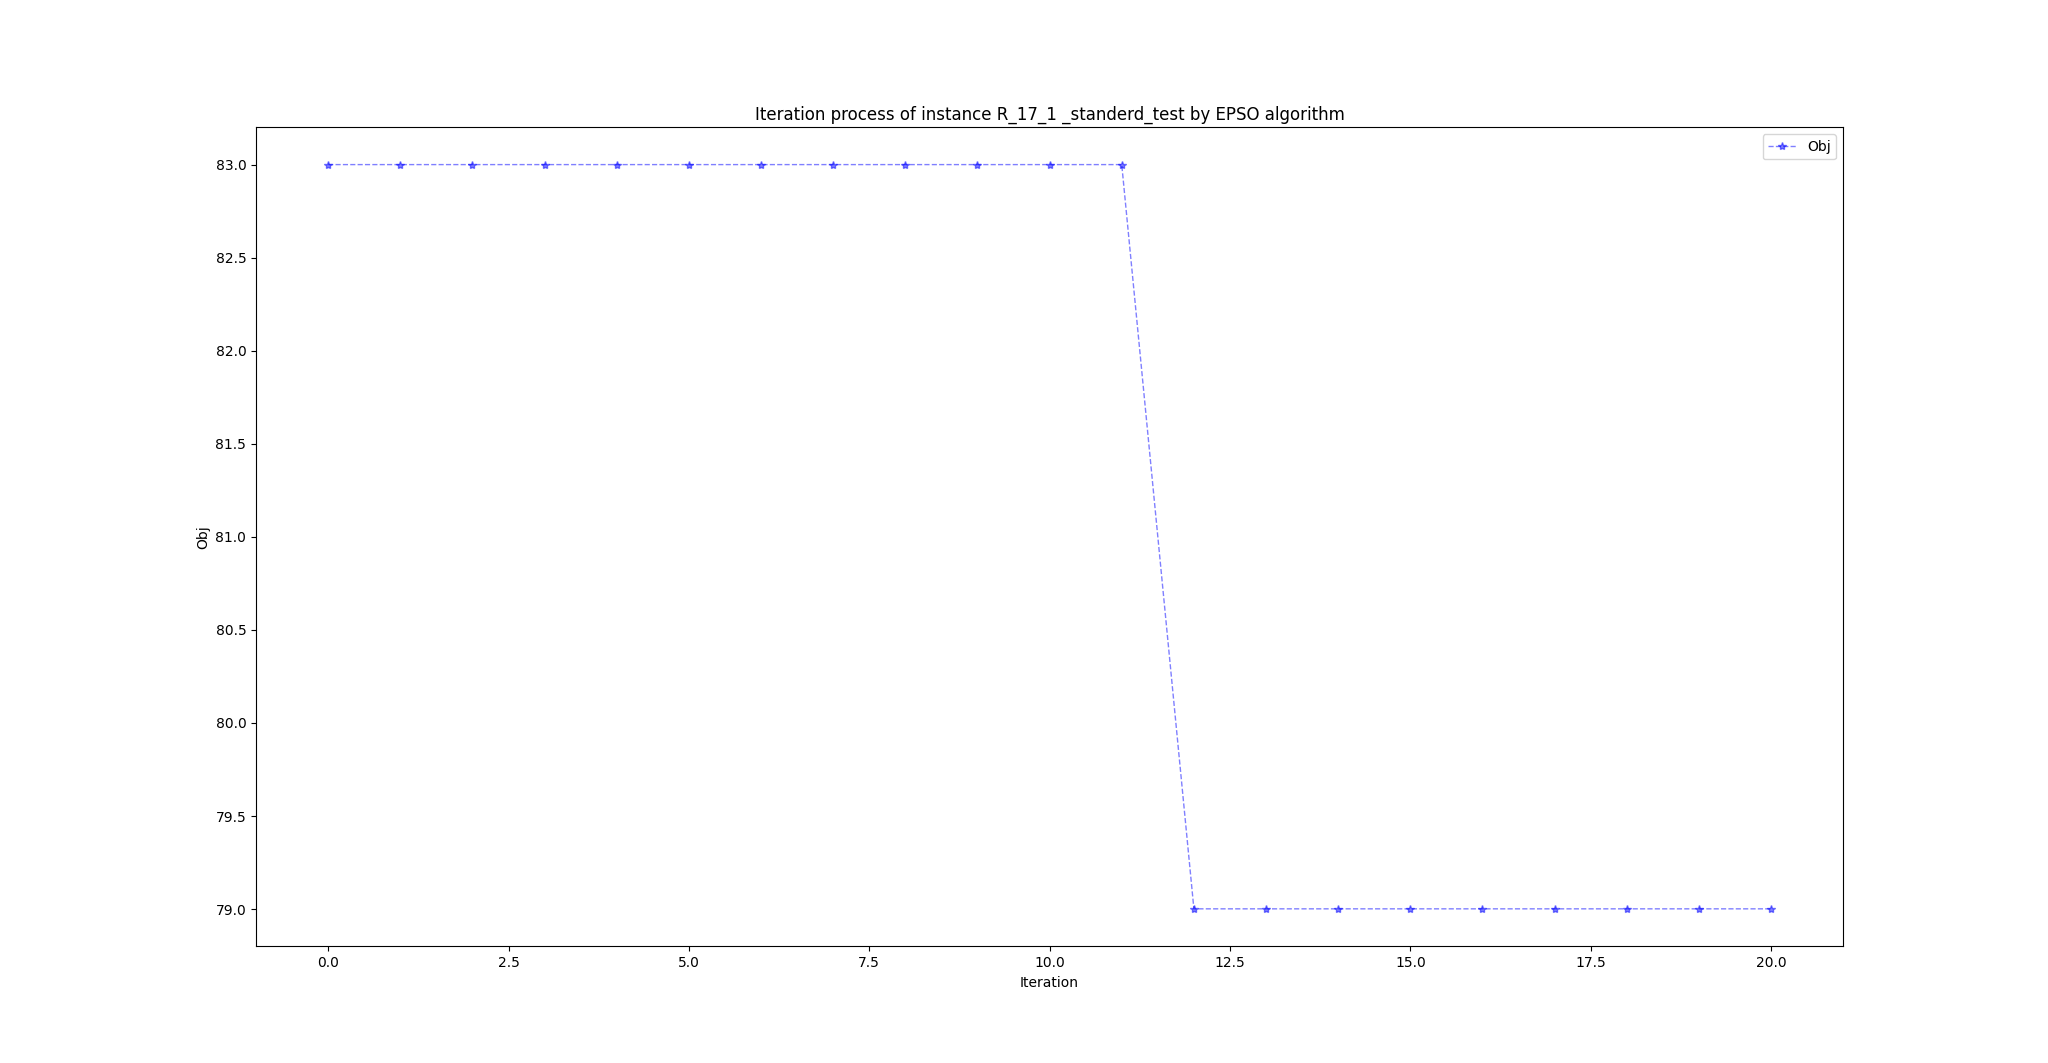 Iteration process of instance R_17_1 _standerd_test by EPSO algorithm
Obj
83.0
82.5
82.0
81.5
81.0
80.5
80.0
79.5
79.0
Obj
0.0 2.5 5.0 7.5 10.0 12.5 15.0 17.5 20.0
Iteration